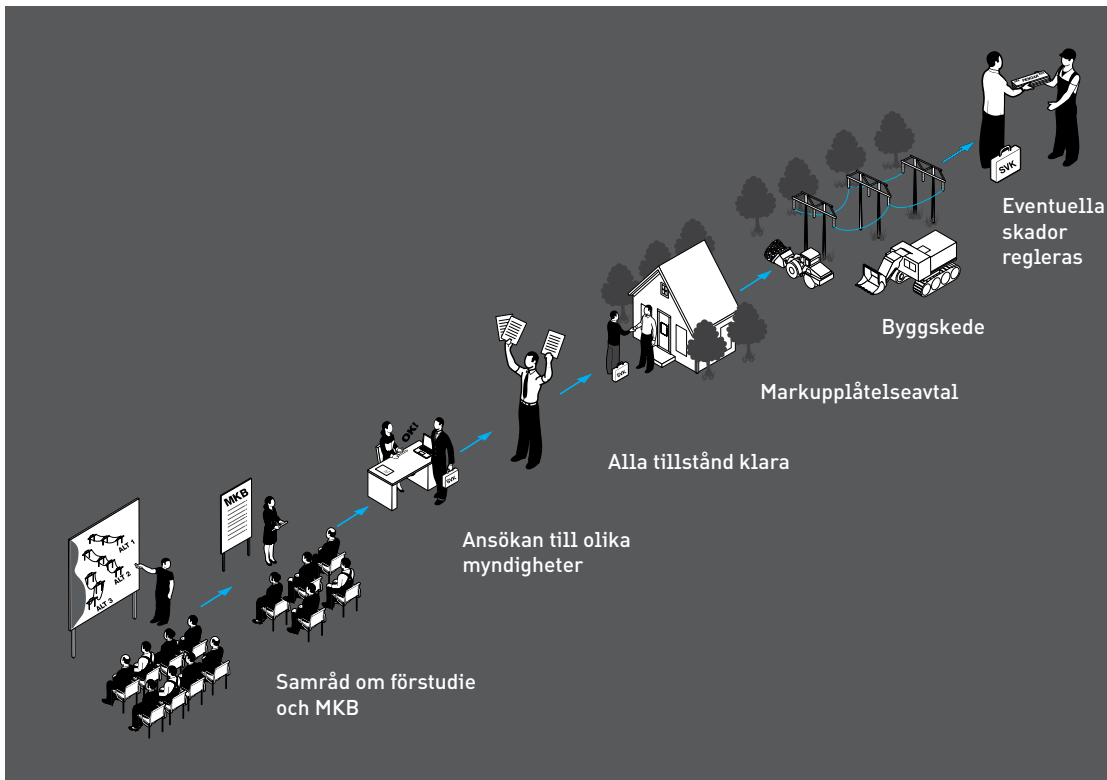 ALT 1
ALT 2
ALT 3
MKB
Samråd om förstudie
och MKB
OK!
SVK
Ansökan till olika
myndigheter
Alla tillstånd klara
SVK
Markupplåtelseavtal
Byggskede
SVK
Eventuella
skador
regleras